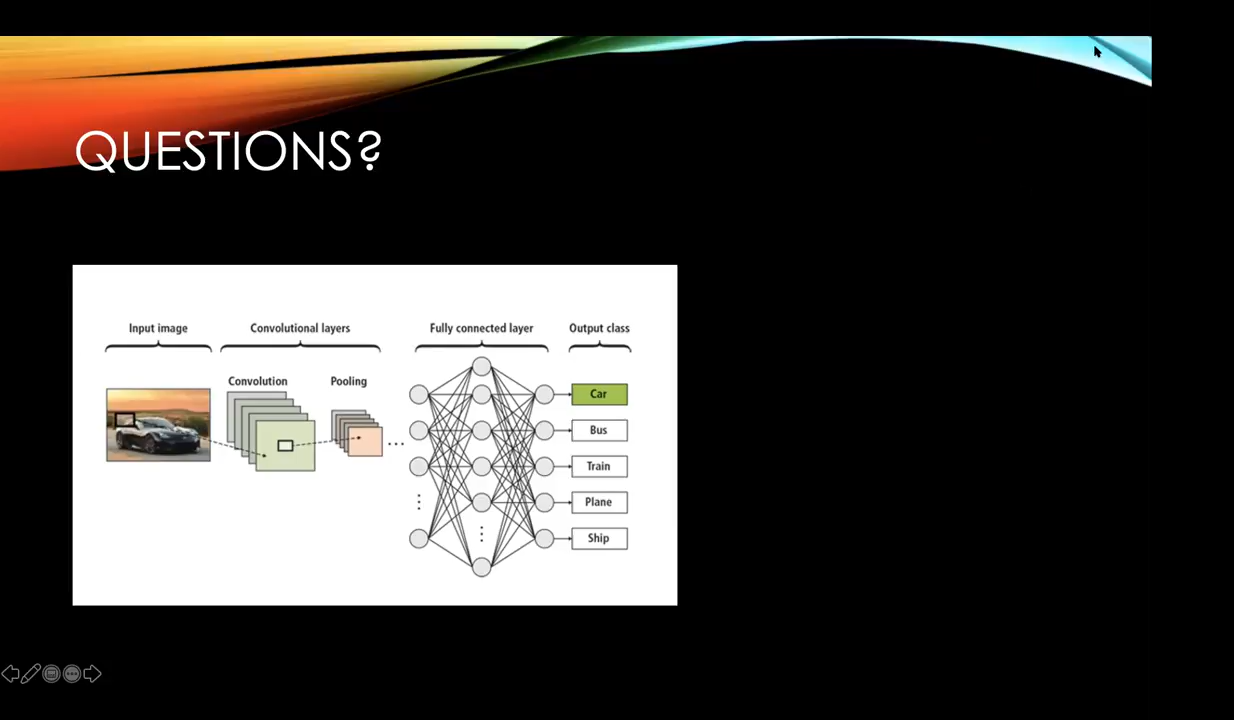 QUESTIONS?
Input image
Convolutional layers
Fully connected layer
Output class
Convolution
Pooling
Car
Bus
Train
Plane
Ship